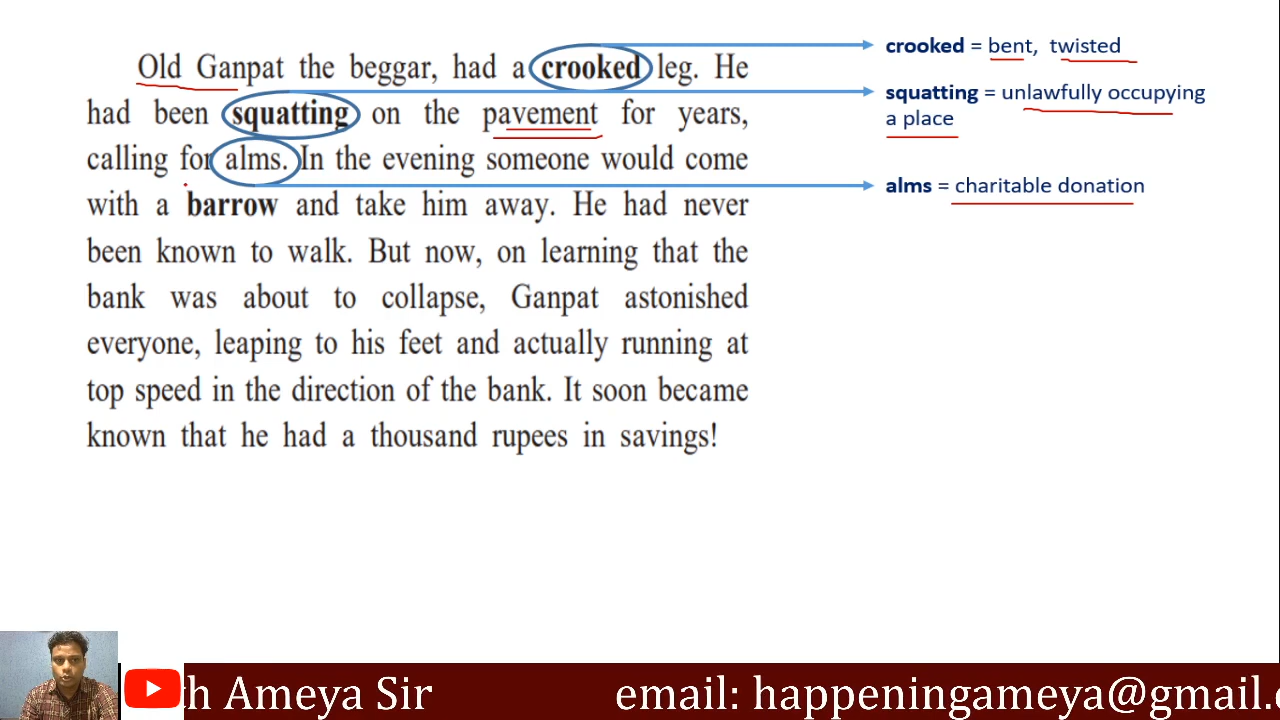 Old Ganpat the beggar, had a crooked leg. He
had been squatting on the pavement for years,
calling for alms. In the evening someone would come
with a barrow and take him away. He had never
been known to walk. But now, on learning that the
bank was about to collapse, Ganpat astonished
everyone, leaping to his feet and actually running at
top speed in the direction of the bank. It soon became
known that he had a thousand rupees in savings!
crooked = bent, twisted
squatting = unlawfully occupying
a place
alms = charitable donation
th Ameya Sir email: happeningameya@gmail.c